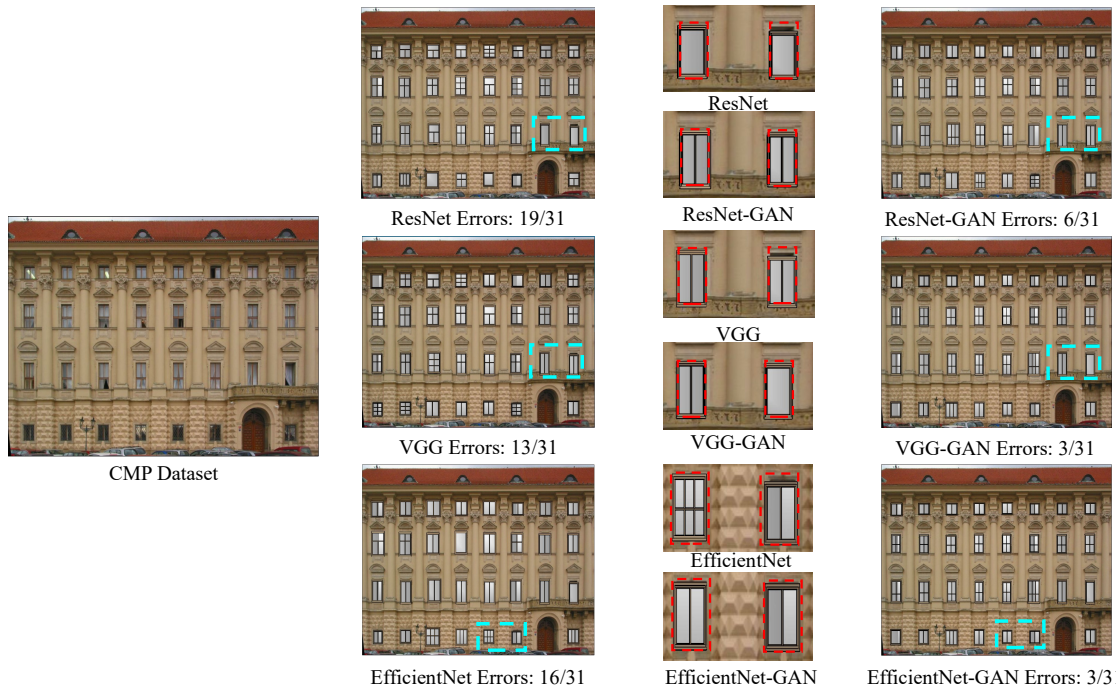 ResNet
ResNet-GAN
ResNet Errors: 19/31
ResNet-GAN Errors: 6/31
VGG
VGG-GAN
VGG Errors: 13/31
VGG-GAN Errors: 3/31
CMP Dataset
EfficientNet
EfficientNet Errors: 16/31
EfficientNet-GAN
EfficientNet-GAN Errors: 3/3